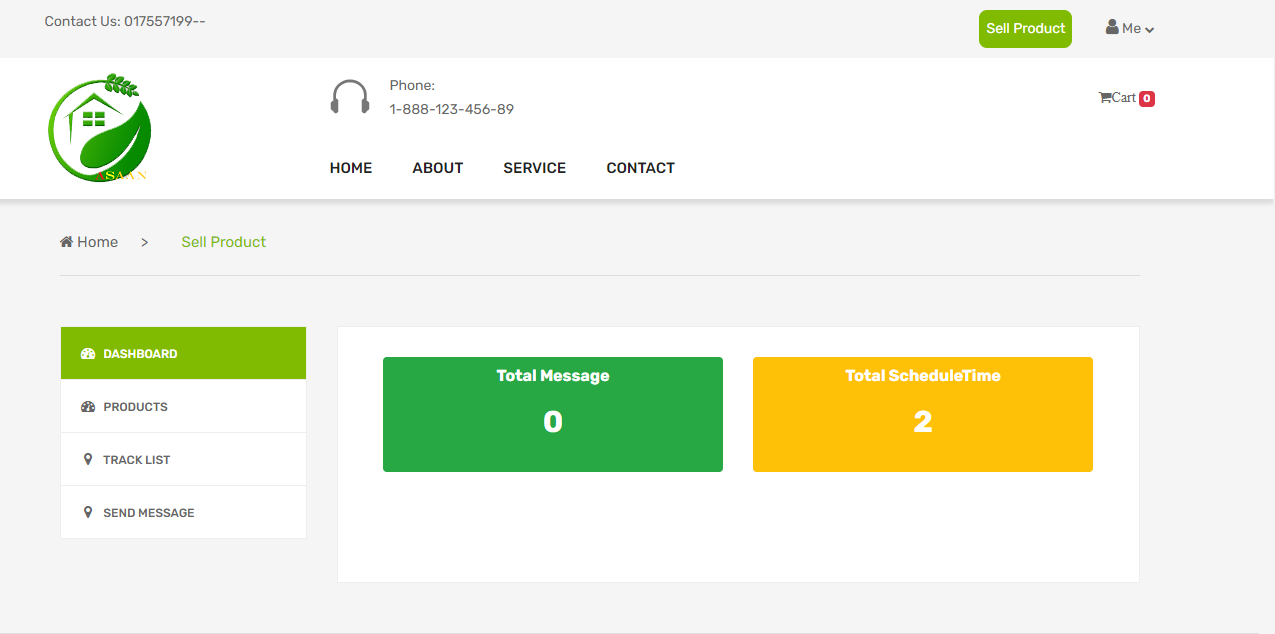 Contact Us: 017557199--
Sell Product
Me
ASAAN
Phone:
1-888-123-456-89
Cart 0
HOME ABOUT SERVICE CONTACT
Home > Sell Product
DASHBOARD
PRODUCTS
TRACK LIST
SEND MESSAGE
Total Message
0
Total ScheduleTime
2